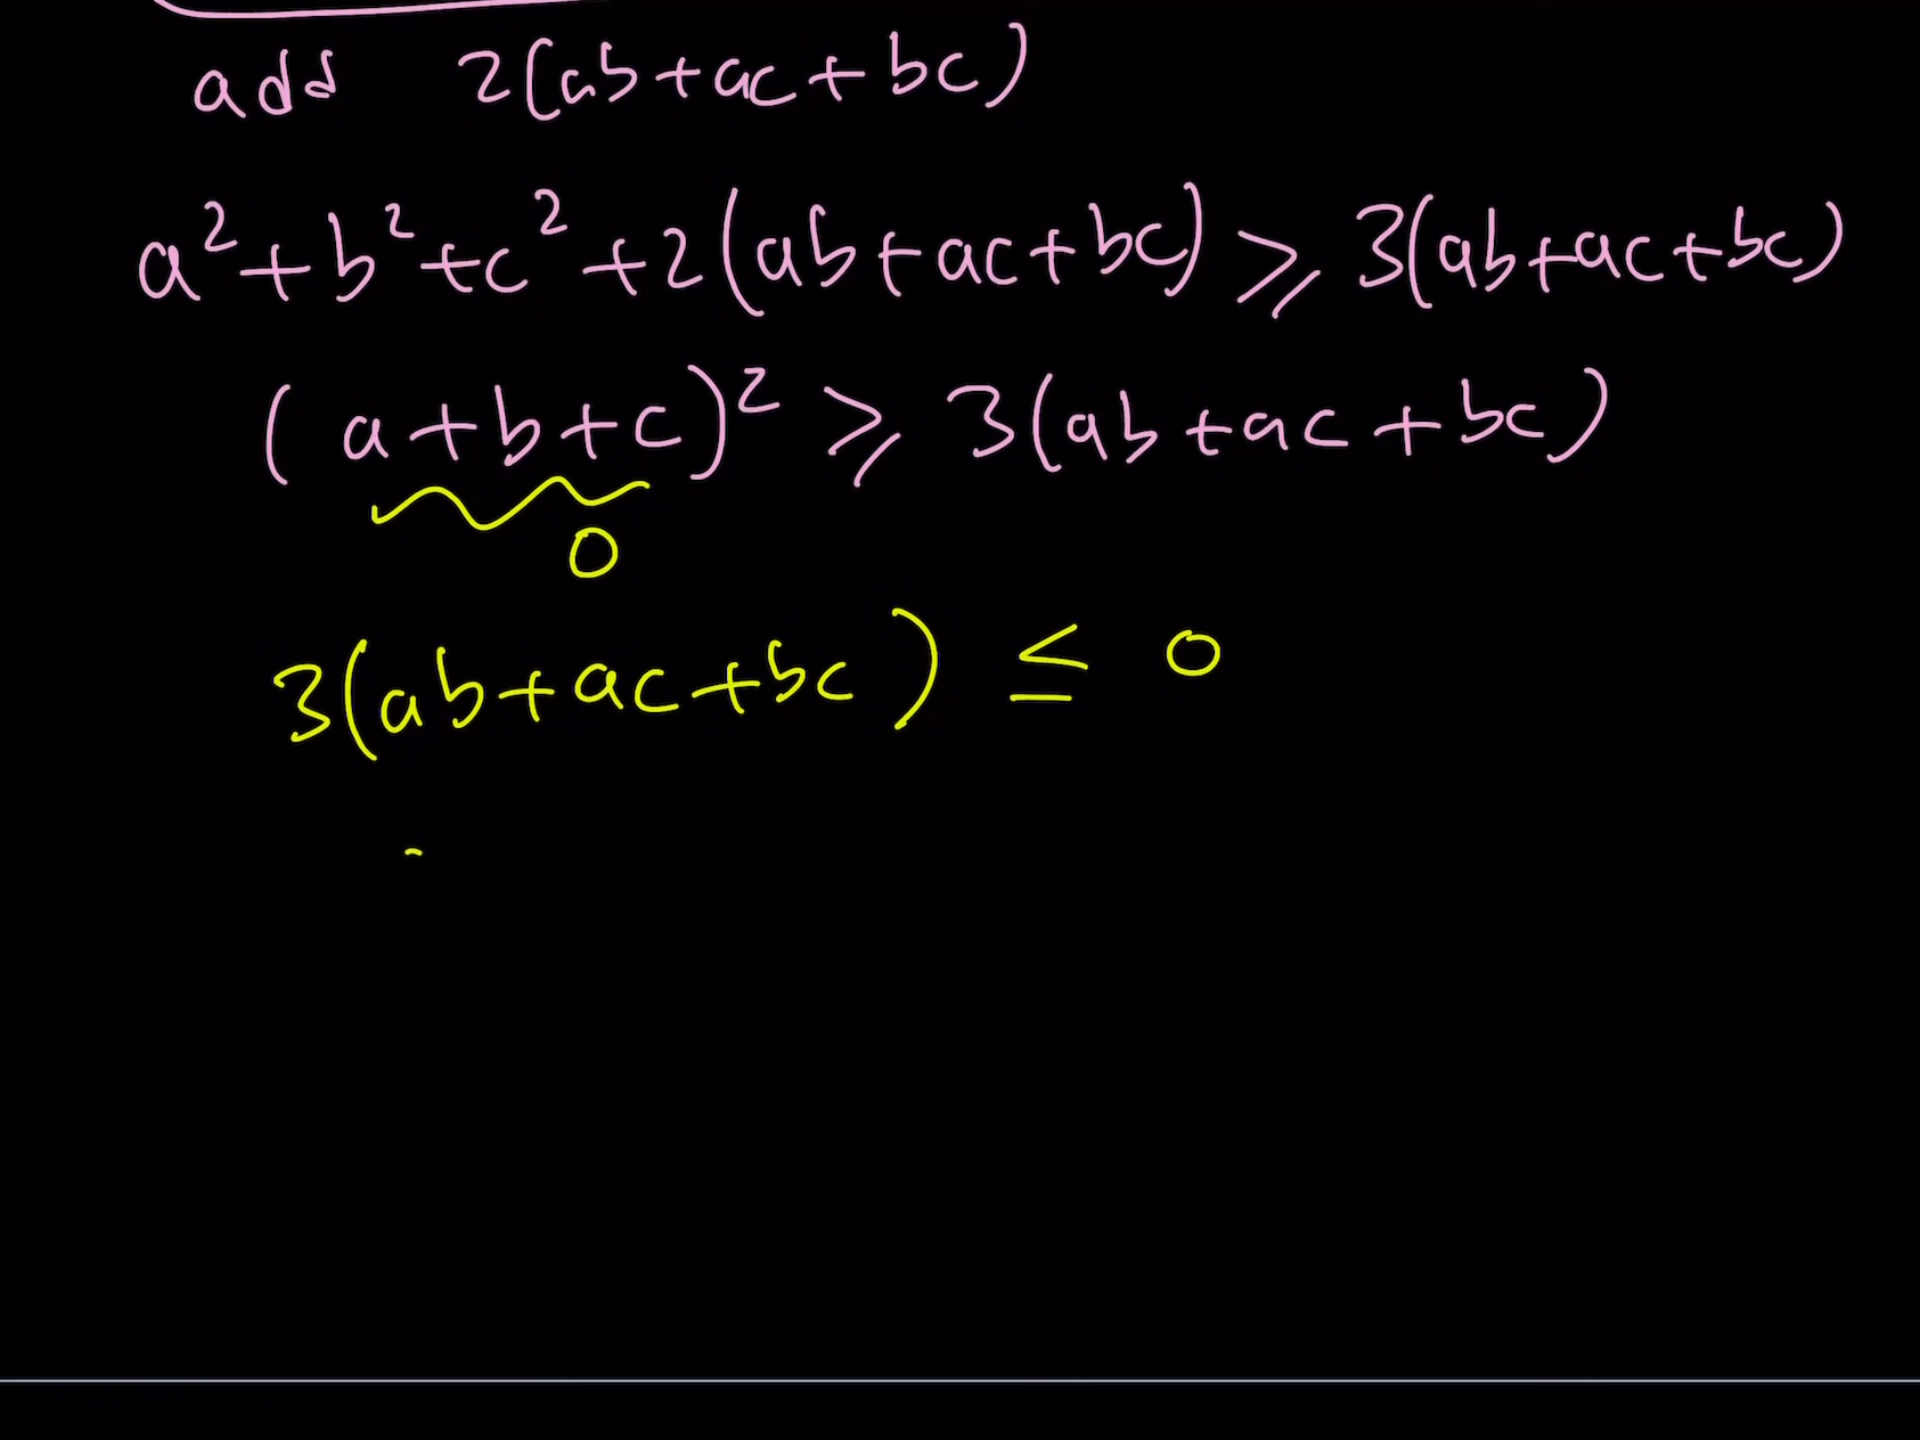 add 2(ab+ac+bc)
a²+b²+c²+2(ab+ac+bc) ⩾ 3(ab+ac+bc)
(a+b+c)² ⩾ 3(ab+ac+bc)
0
3(ab+ac+bc) ≤ 0